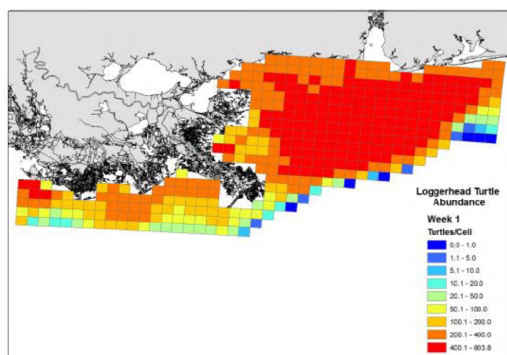 Loggerhead Turtle
Abundance
Week 1
Turtles/Cell
0.0 - 1.0
1.1 - 5.0
5.1 - 10.0
10.1 - 20.0
20.1 - 50.0
50.1 - 100.0
100.1 - 200.0
200.1 - 400.0
400.1 - 803.8